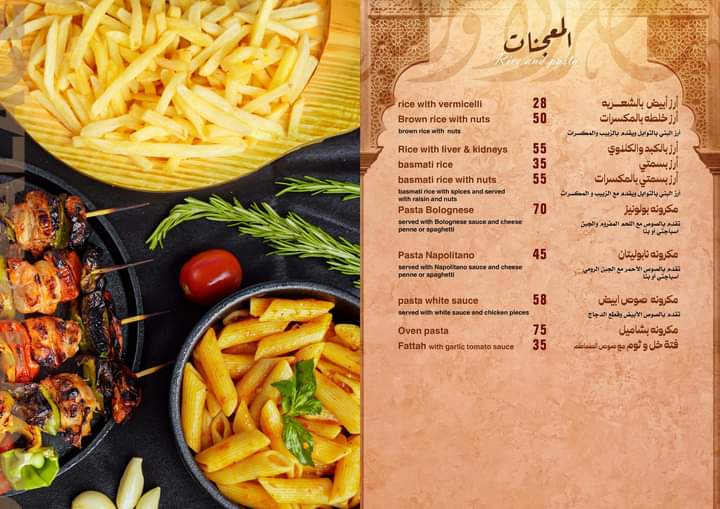 المعجنات
Rice and pasta
rice with vermicelli 28 أرز أبيض بالشعـريه
Brown rice with nuts 50 أرز خلطه بالمكسرات
brown rice with nuts أرز البني بالتوابل ويقدم بالزبيب والمكسرات
Rice with liver & kidneys 55 أرز بالكبد والكلاوي
basmati rice 35 أرز بسمتي
basmati rice with nuts 55 أرز بسمتي بالمكسرات
basmati rice with spices and served أرز البني بالتوابل ويقدم مع الزبيب و المكسرات
with raisin and nuts
Pasta Bolognese 70 مكرونه بولونيز
served with Bolognese sauce and cheese تقدم بالصوص مع اللحم المفروم والجبن
penne or spaghetti اسباجتي أو بنا
Pasta Napolitano 45 مكرونه نابوليتان
served with Napolitano sauce and cheese تقدم بالصوص الأحمر مع الجبن الرومي
penne or spaghetti اسباجتي أو بنا
pasta white sauce 58 مكرونه صوص ابيض
served with white sauce and chicken pieces تقدم بالصوص الأبيض وقطع الدجاج
Oven pasta 75 مكرونه بشاميل
Fattah with garlic tomato sauce 35 فتة خل و ثوم مع صوص الطماطم